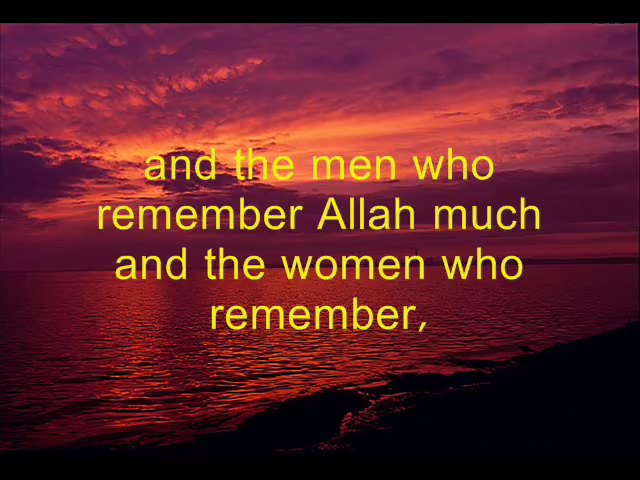 and the men who
remember Allah much
and the women who
remember,